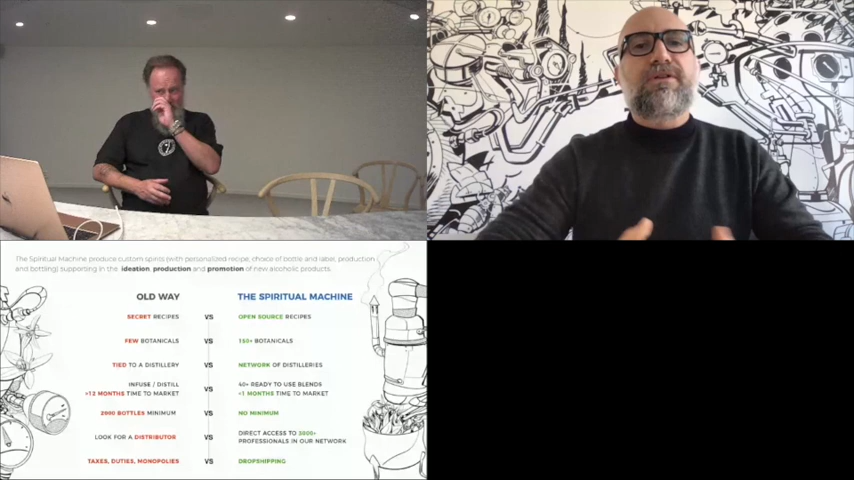 The Spiritual Machine produce custom spirits (with personalized recipe, choice of bottle and label, production
and bottling) supporting in the ideation, production and promotion of new alcoholic products.
OLD WAY
THE SPIRITUAL MACHINE
SECRET RECIPES VS OPEN SOURCE RECIPES
FEW BOTANICALS VS 160+ BOTANICALS
TIED TO A DISTILLERY VS NETWORK OF DISTILLERIES
INFUSE / DISTILL
>12 MONTHS TIME TO MARKET
VS
40+ READY TO USE BLENDS
<1 MONTHS TIME TO MARKET
2000 BOTTLES MINIMUM VS NO MINIMUM
LOOK FOR A DISTRIBUTOR VS
DIRECT ACCESS TO 3000+
PROFESSIONALS IN OUR NETWORK
TAXES, DUTIES, MONOPOLIES VS DROPSHIPPING